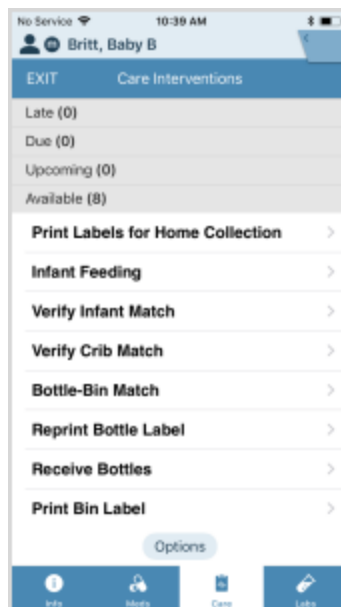 No Service 10:39 AM
Britt, Baby B
EXIT Care Interventions
Late (0)
Due (0)
Upcoming (0)
Available (8)
Print Labels for Home Collection
Infant Feeding
Verify Infant Match
Verify Crib Match
Bottle-Bin Match
Reprint Bottle Label
Receive Bottles
Print Bin Label
Options
Info Meds Care Labs